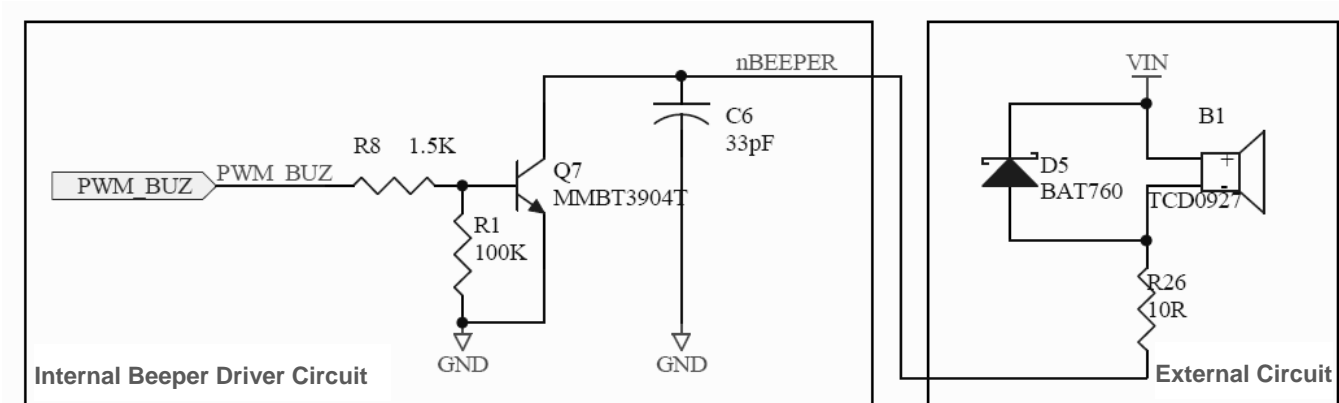 nBEEPER
C6
33pF
R8 1.5K
PWM_BUZ
PWM_BUZ
Q7
MMBT3904T
R1
100K
GND
GND
Internal Beeper Driver Circuit
VIN
B1
+
-
D5
BAT760
TCD0927
R26
10R
External Circuit